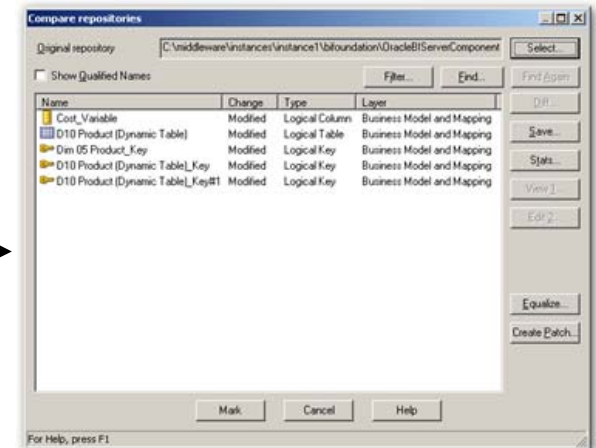 Compare repositories
Original repository C:\middleware\instances\instance1\bifoundation\OracleBIServerComponent Select...
Show Qualified Names Filter... Find... Find Again
Name Change Type Layer Diff...
Cost_Variable Modified Logical Column Business Model and Mapping
D10 Product (Dynamic Table) Modified Logical Table Business Model and Mapping Save...
Dim 05 Product_Key Modified Logical Key Business Model and Mapping
D10 Product (Dynamic Table)_Key Modified Logical Key Business Model and Mapping Stats...
D10 Product (Dynamic Table)_Key#1 Modified Logical Key Business Model and Mapping
View 1...
Edit 2...
Equalize...
Create Patch...
Mark Cancel Help
For Help, press F1